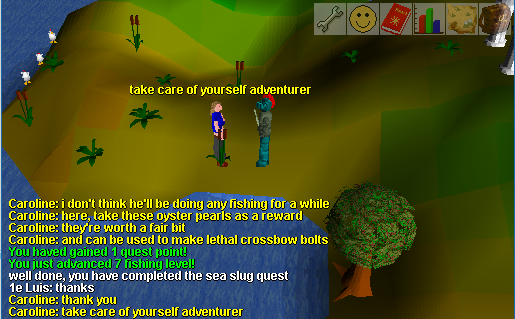 take care of yourself adventurer
Caroline: i don't think he'll be doing any fishing for a while
Caroline: here, take these oyster pearls as a reward
Caroline: they're worth a fair bit
Caroline: and can be used to make lethal crossbow bolts
You haved gained 1 quest point!
You just advanced 7 fishing level!
well done, you have completed the sea slug quest
1e Luis: thanks
Caroline: thank you
Caroline: take care of yourself adventurer